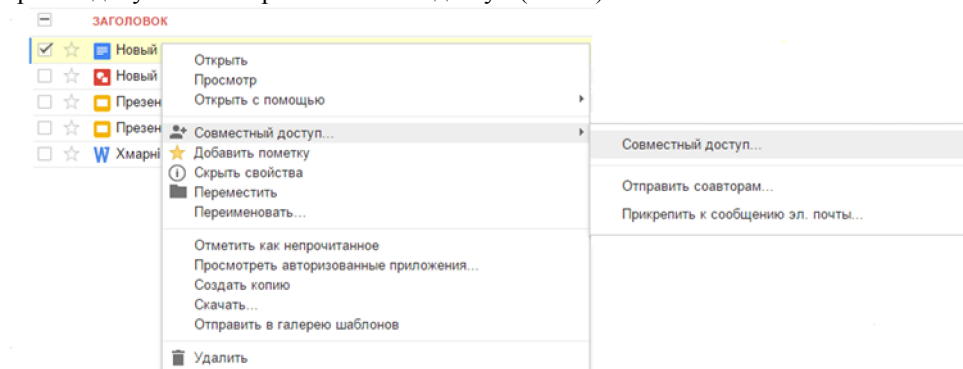 ЗАГОЛОВОК
Новый
Новый
Презен
Презен
Хмарні
Открыть
Просмотр
Открыть с помощью
Совместный доступ...
Добавить пометку
Скрыть свойства
Переместить
Переименовать...
Отметить как непрочитанное
Просмотреть авторизованные приложения...
Создать копию
Скачать...
Отправить в галерею шаблонов
Удалить
Совместный доступ...
Отправить соавторам...
Прикрепить к сообщению эл. почты...